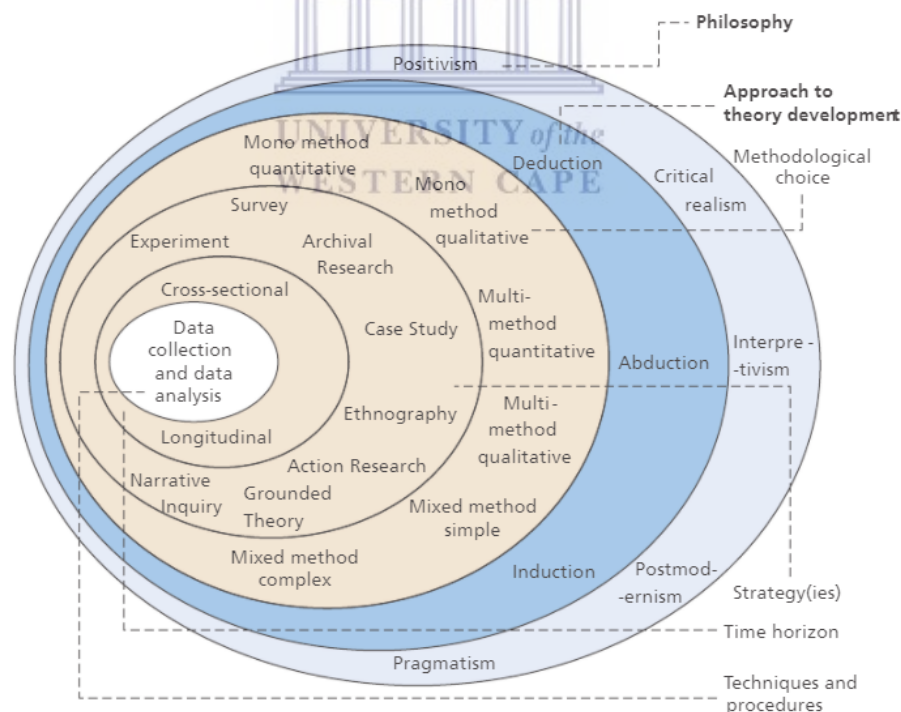 Philosophy
Positivism
Approach to
theory development
UNIVERSITY of the
WESTERN CAPE
Mono method
quantitative
Deduction
Methodological
choice
Critical
realism
Mono
method
qualitative
Survey
Experiment
Archival
Research
Cross-sectional
Multi-
method
quantitative
Case Study
Data
collection
and data
analysis
Abduction
Interpre -
-tivism
Ethnography
Multi-
method
qualitative
Longitudinal
Action Research
Narrative
Inquiry
Grounded
Theory
Mixed method
simple
Mixed method
complex
Induction
Postmod-
-ernism
Strategy(ies)
Time horizon
Pragmatism
Techniques and
procedures